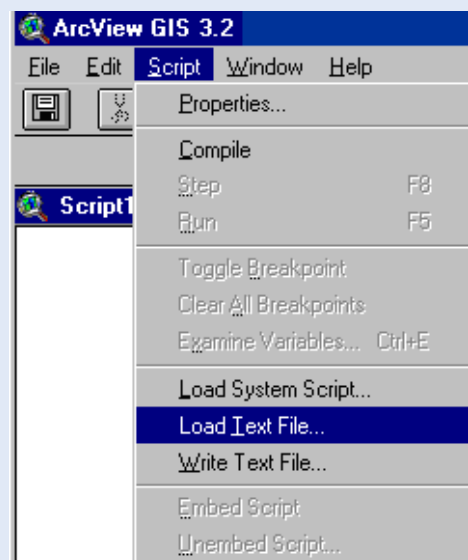 ArcView GIS 3.2
File Edit Script Window Help
Properties...
Compile
Step F8
Script1
Run F5
Toggle Breakpoint
Clear All Breakpoints
Examine Variables... Ctrl+E
Load System Script...
Load Text File...
Write Text File...
Embed Script
Unembed Script...